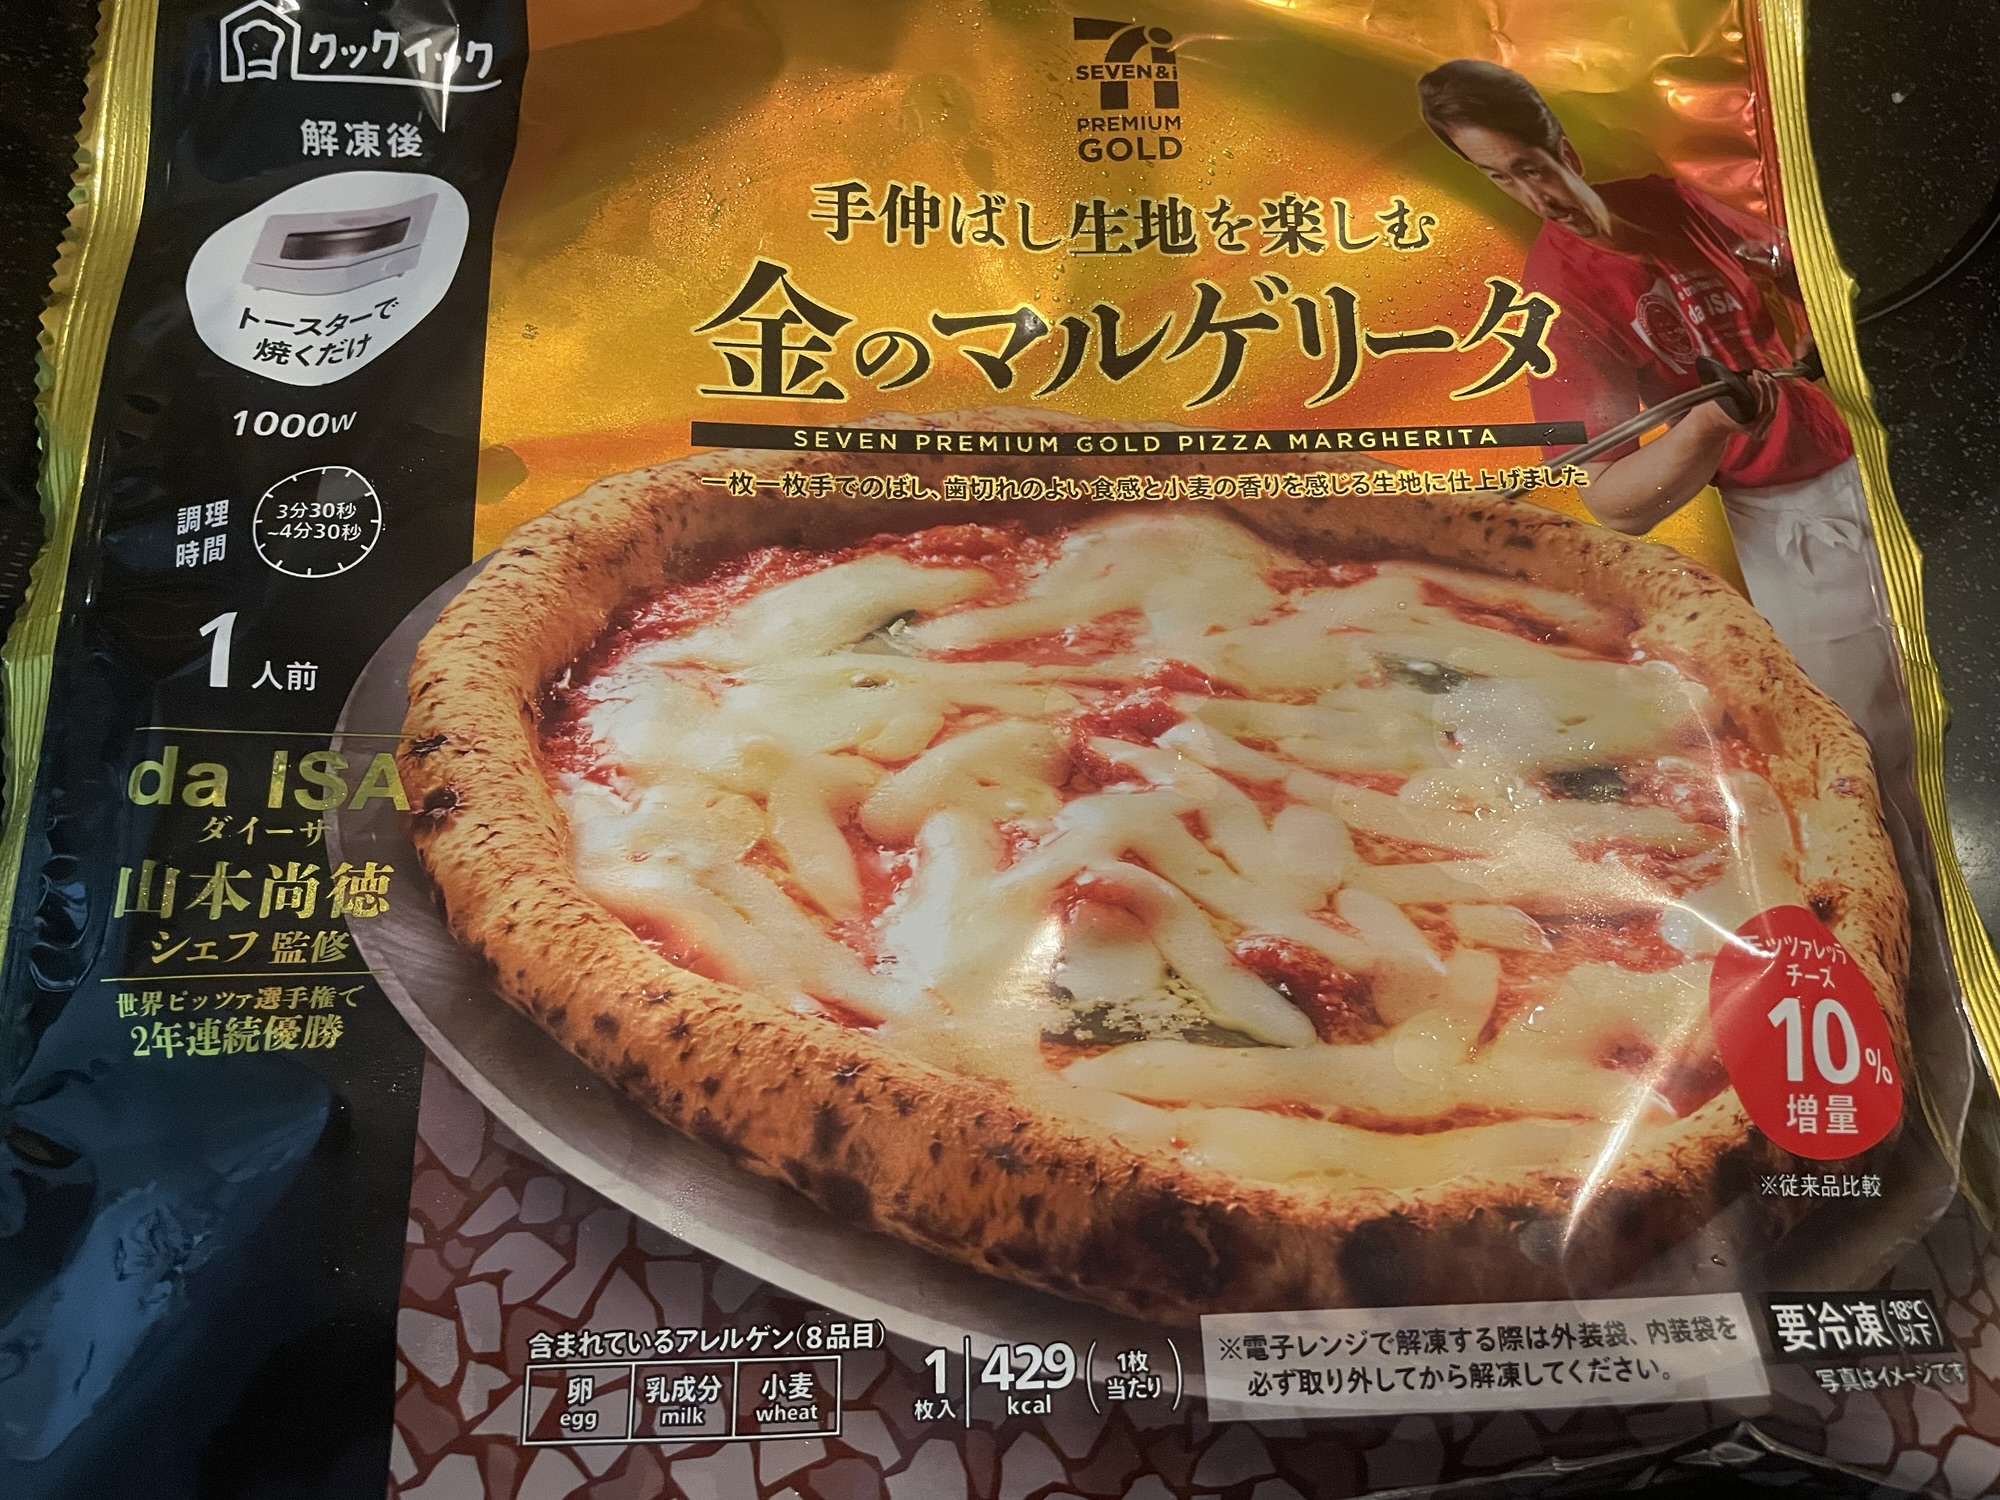 クックイック
解凍後
トースターで
焼くだけ
1000W
調理
時間
3分30秒
~4分30秒
1人前
da ISA
ダイーサ
山本尚徳
シェフ監修
世界ピッツァ選手権で
2年連続優勝
SEVEN&i
PREMIUM
GOLD
手伸ばし生地を楽しむ
金のマルゲリータ
SEVEN PREMIUM GOLD PIZZA MARGHERITA
一枚一枚手でのばし、歯切れのよい食感と小麦の香りを感じる生地に仕上げました
da ISA
モッツァレッラ
チーズ
10%
増量
※従来品比較
含まれているアレルゲン(8品目)
卵 乳成分 小麦
egg milk wheat
1枚入
429kcal
(1枚当たり)
※電子レンジで解凍する際は外装袋、内装袋を
必ず取り外してから解凍してください。
要冷凍(-18℃以下)
写真はイメージです